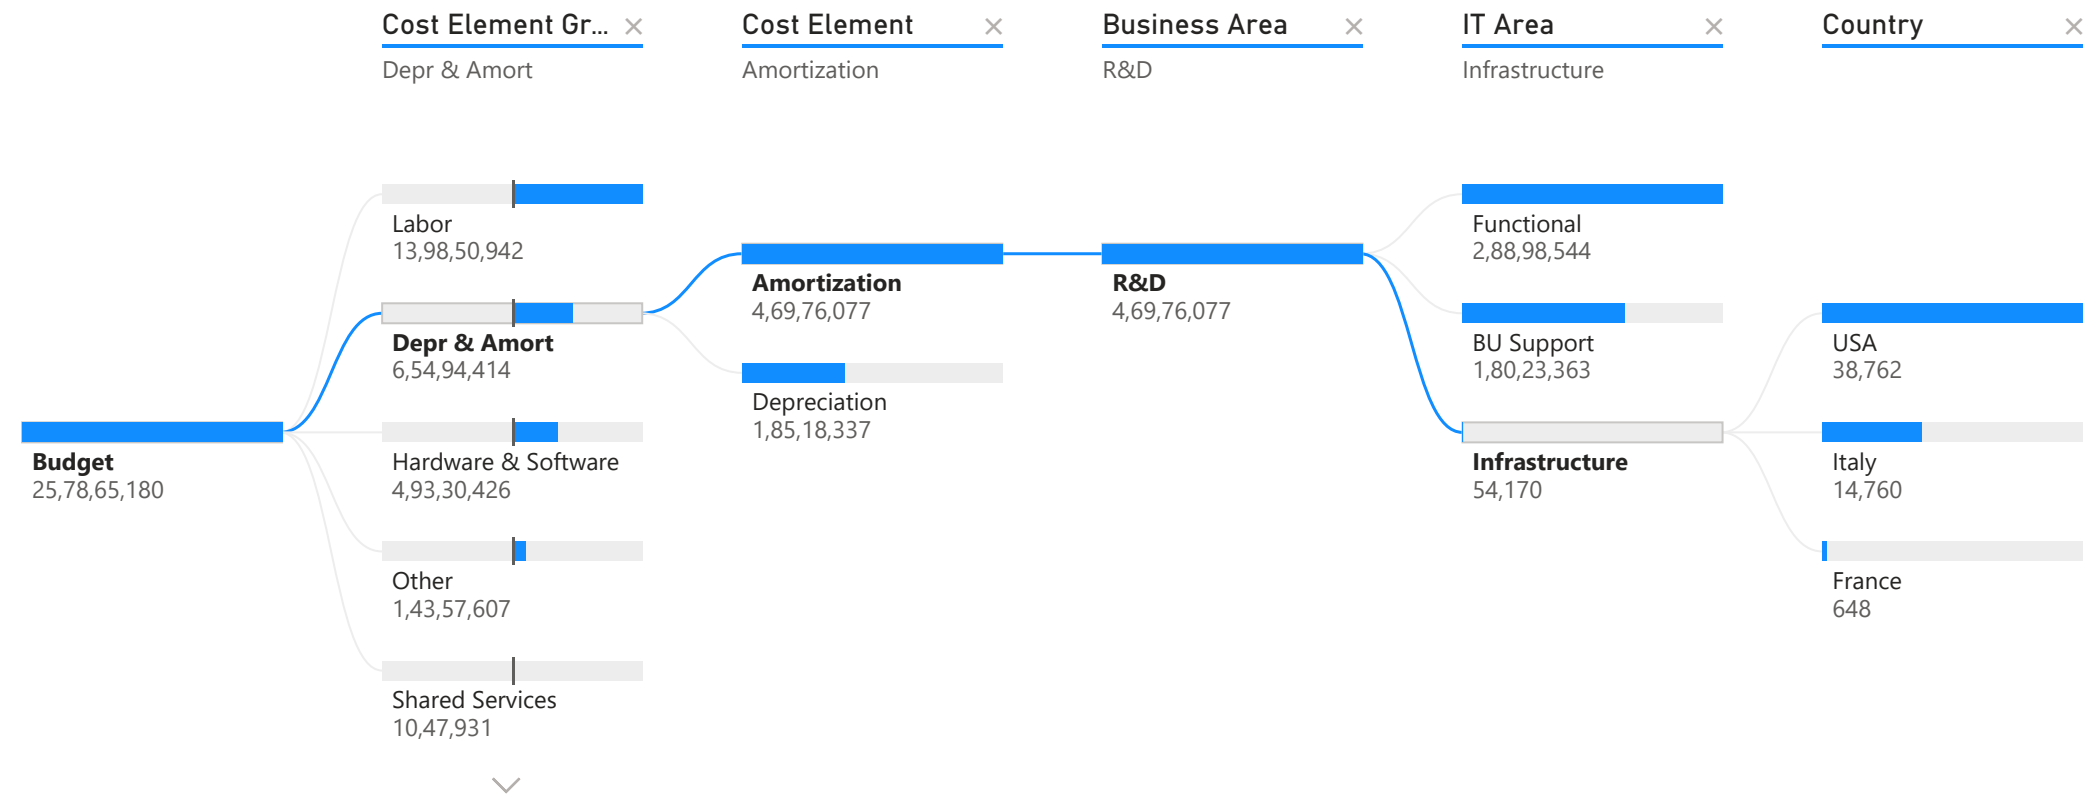 Cost Element Gr...
Depr & Amort
Cost Element
Amortization
Business Area
R&D
IT Area
Infrastructure
Country
Budget
25,78,65,180
Labor
13,98,50,942
Depr & Amort
6,54,94,414
Hardware & Software
4,93,30,426
Other
1,43,57,607
Shared Services
10,47,931
Amortization
4,69,76,077
Depreciation
1,85,18,337
R&D
4,69,76,077
Functional
2,88,98,544
BU Support
1,80,23,363
Infrastructure
54,170
USA
38,762
Italy
14,760
France
648